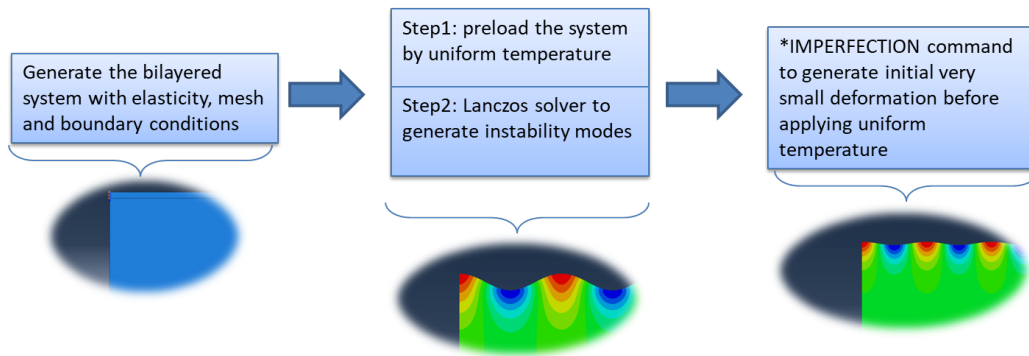 Generate the bilayered
system with elasticity, mesh
and boundary conditions
Step1: preload the system
by uniform temperature
Step2: Lanczos solver to
generate instability modes
*IMPERFECTION command
to generate initial very
small deformation before
applying uniform
temperature